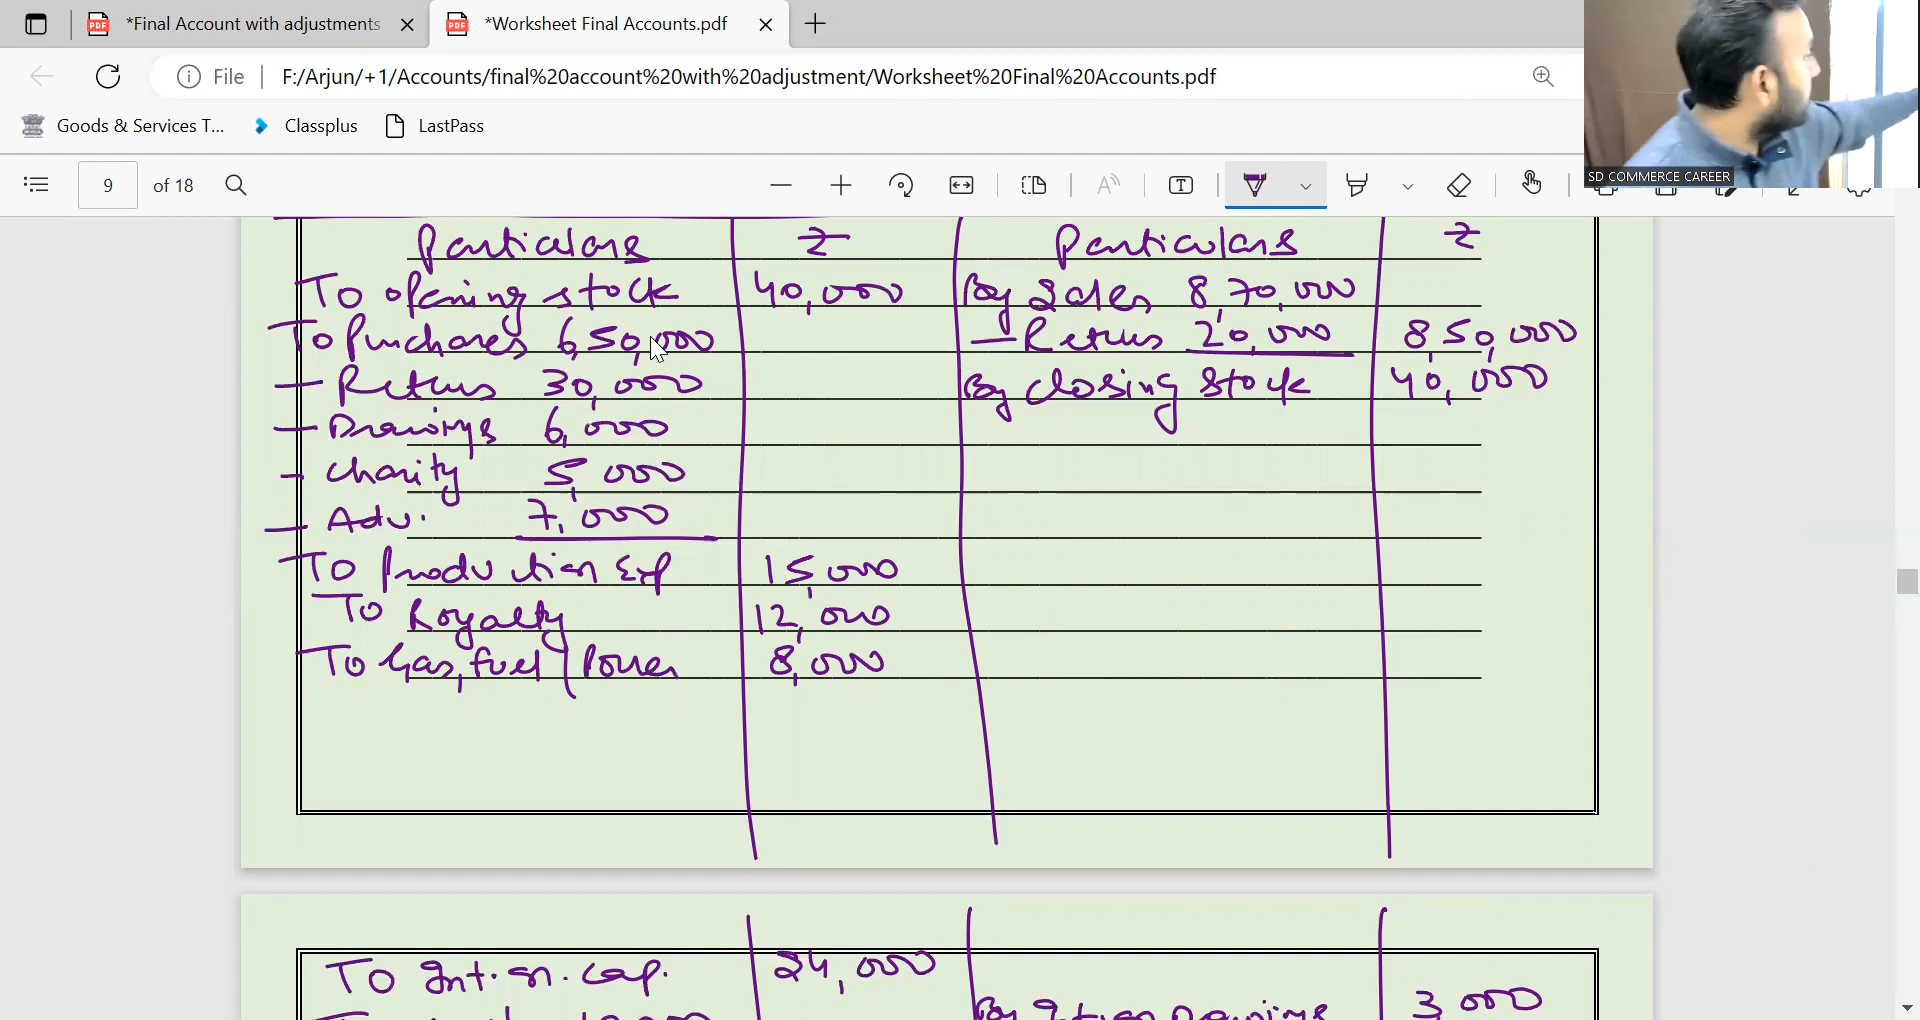 *Final Account with adjustments
*Worksheet Final Accounts.pdf
File
F:/Arjun/+1/Accounts/final%20account%20with%20adjustment/Worksheet%20Final%20Accounts.pdf
Goods & Services T...
Classplus
LastPass
9 of 18
SD COMMERCE CAREER
Particulars ₹ Particulars ₹
To opening stock 40,000 By Sales 8,70,000
To Purchases 6,50,000 — Returns 20,000 8,50,000
— Returns 30,000 By closing stock 40,000
— Drawings 6,000
— charity 5,000
— Adv. 7,000
To Production Exp 15,000
To Royalty 12,000
To Gas, fuel / Power 8,000
To Int. on. cap. 24,000
3,000